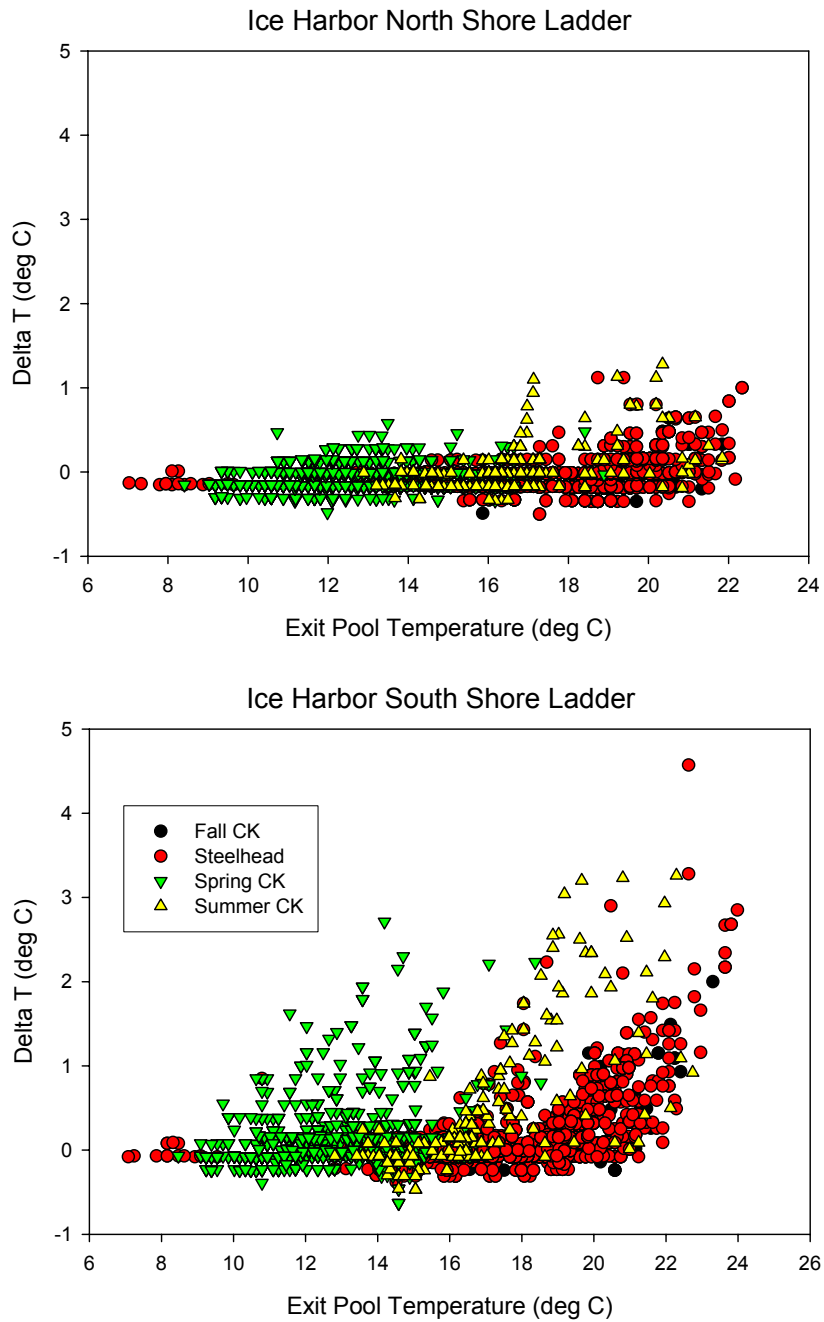 Ice Harbor North Shore Ladder
5
4
3
2
1
0
-1
Delta T (deg C)
6 8 10 12 14 16 18 20 22 24
Exit Pool Temperature (deg C)
Ice Harbor South Shore Ladder
5
4
3
2
1
0
-1
Delta T (deg C)
Fall CK
Steelhead
Spring CK
Summer CK
6 8 10 12 14 16 18 20 22 24 26
Exit Pool Temperature (deg C)